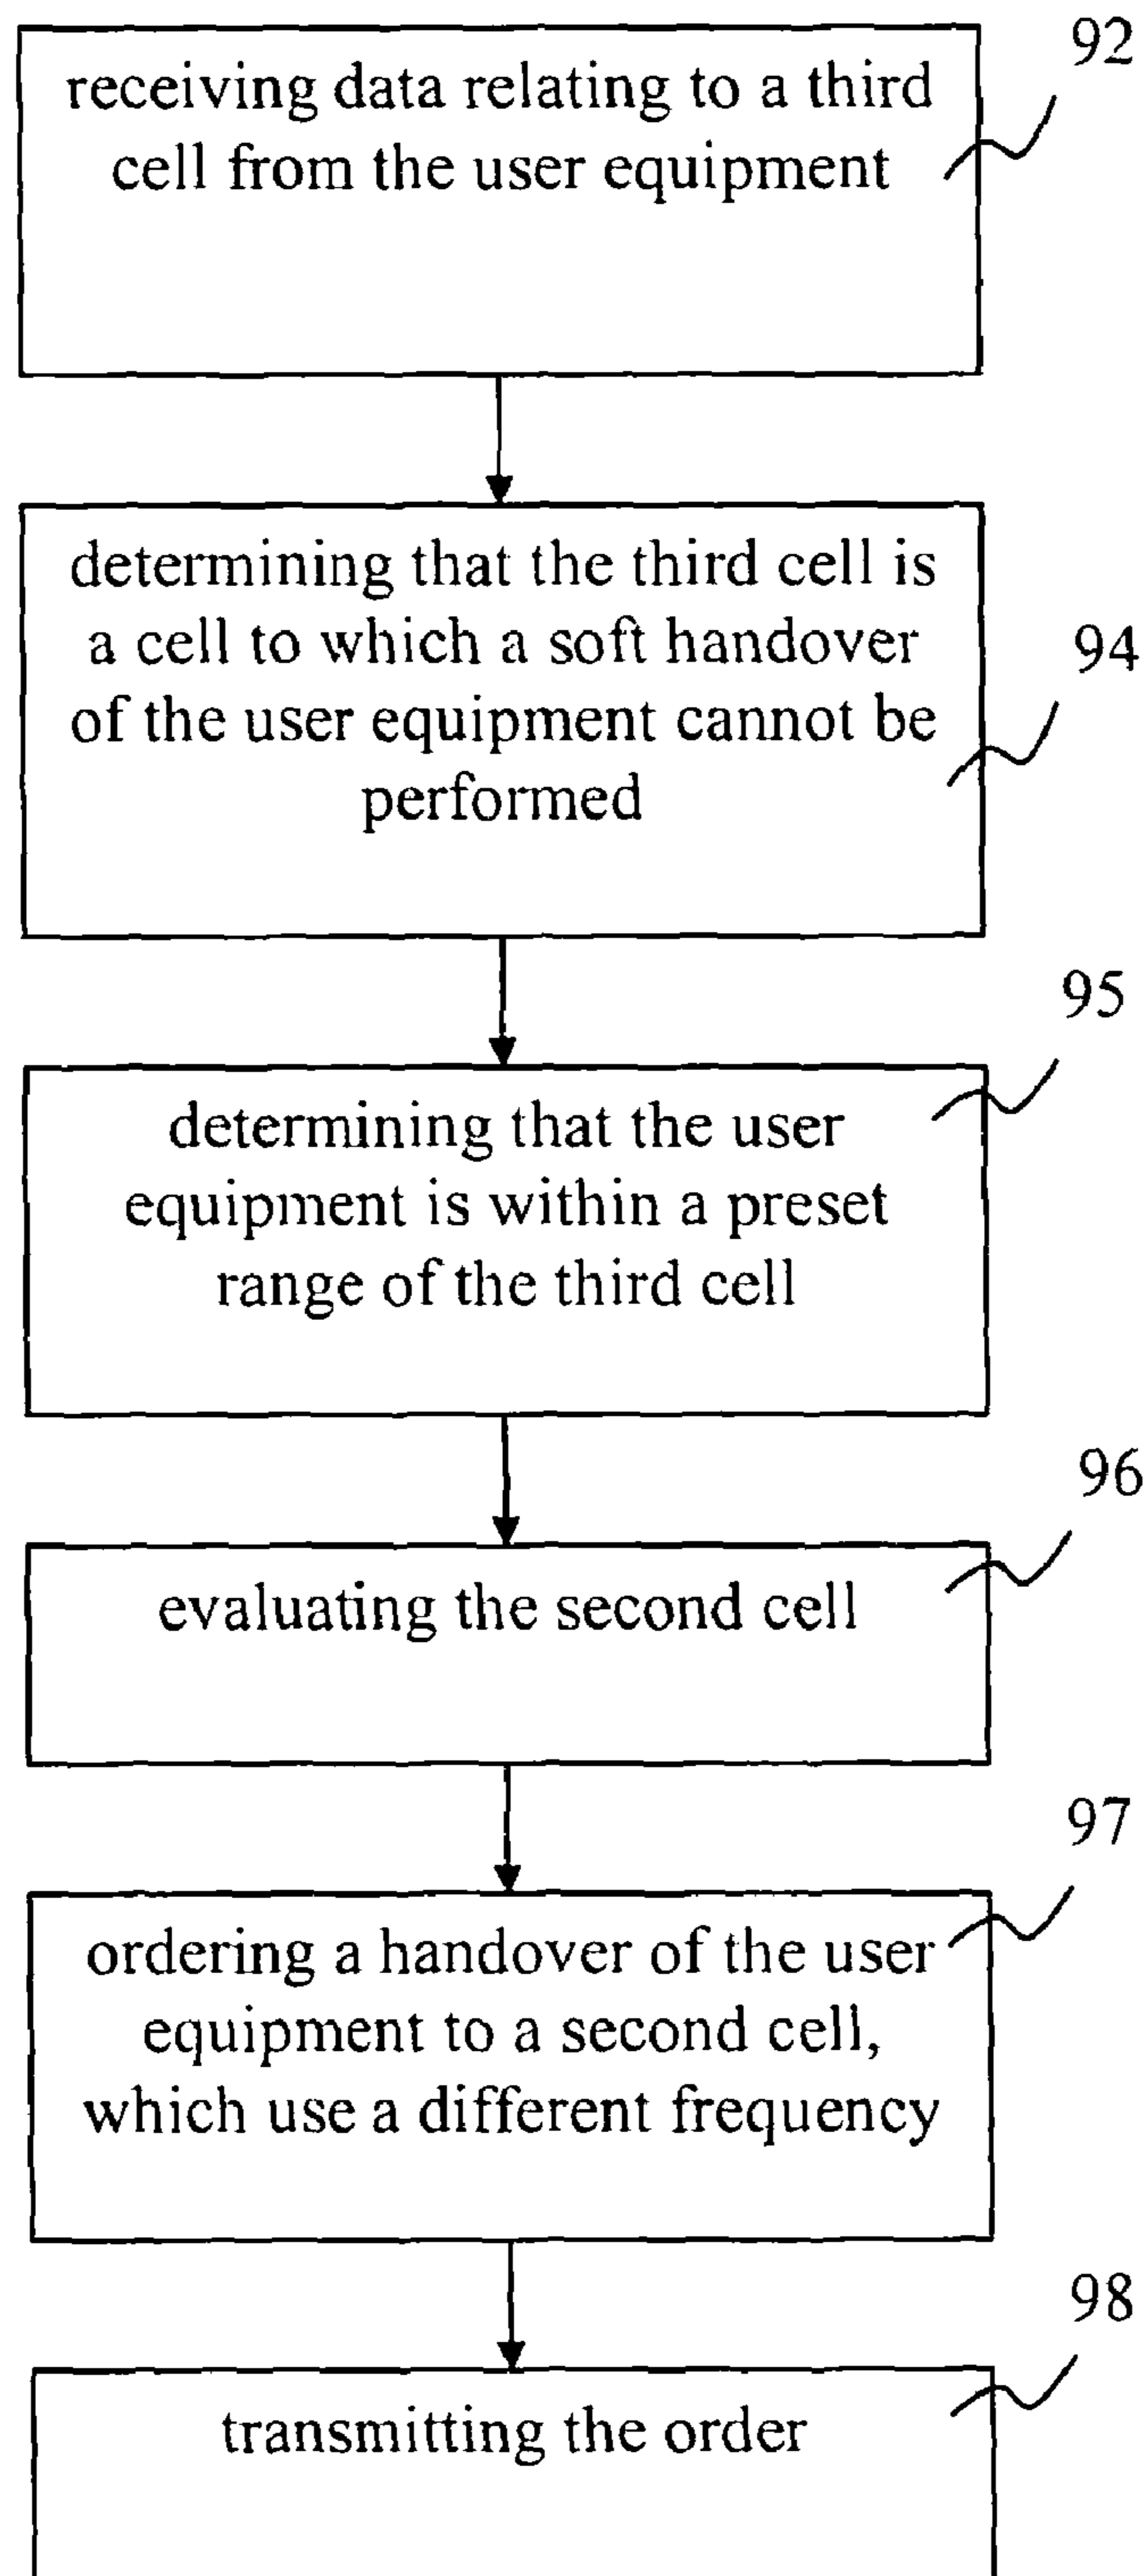 92
receiving data relating to a third
cell from the user equipment
determining that the third cell is
a cell to which a soft handover
94
of the user equipment cannot be
performed
95
determining that the user
equipment is within a preset
range of the third cell
96
evaluating the second cell
97
ordering a handover of the user
equipment to a second cell,
which use a different frequency
98
transmitting the order